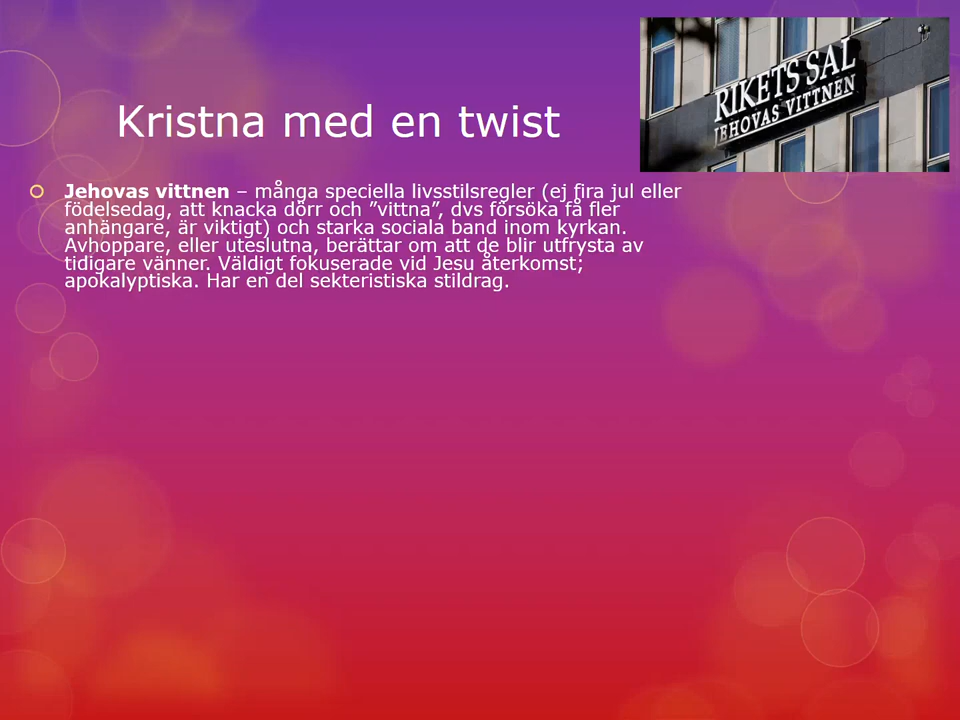 RIKETS SAL
JEHOVAS VITTNEN
Kristna med en twist
Jehovas vittnen – många speciella livsstilsregler (ej fira jul eller
födelsedag, att knacka dörr och ”vittna”, dvs försöka få fler
anhängare, är viktigt) och starka sociala band inom kyrkan.
Avhoppare, eller uteslutna, berättar om att de blir utfrysta av
tidigare vänner. Väldigt fokuserade vid Jesu återkomst;
apokalyptiska. Har en del sekteristiska stildrag.